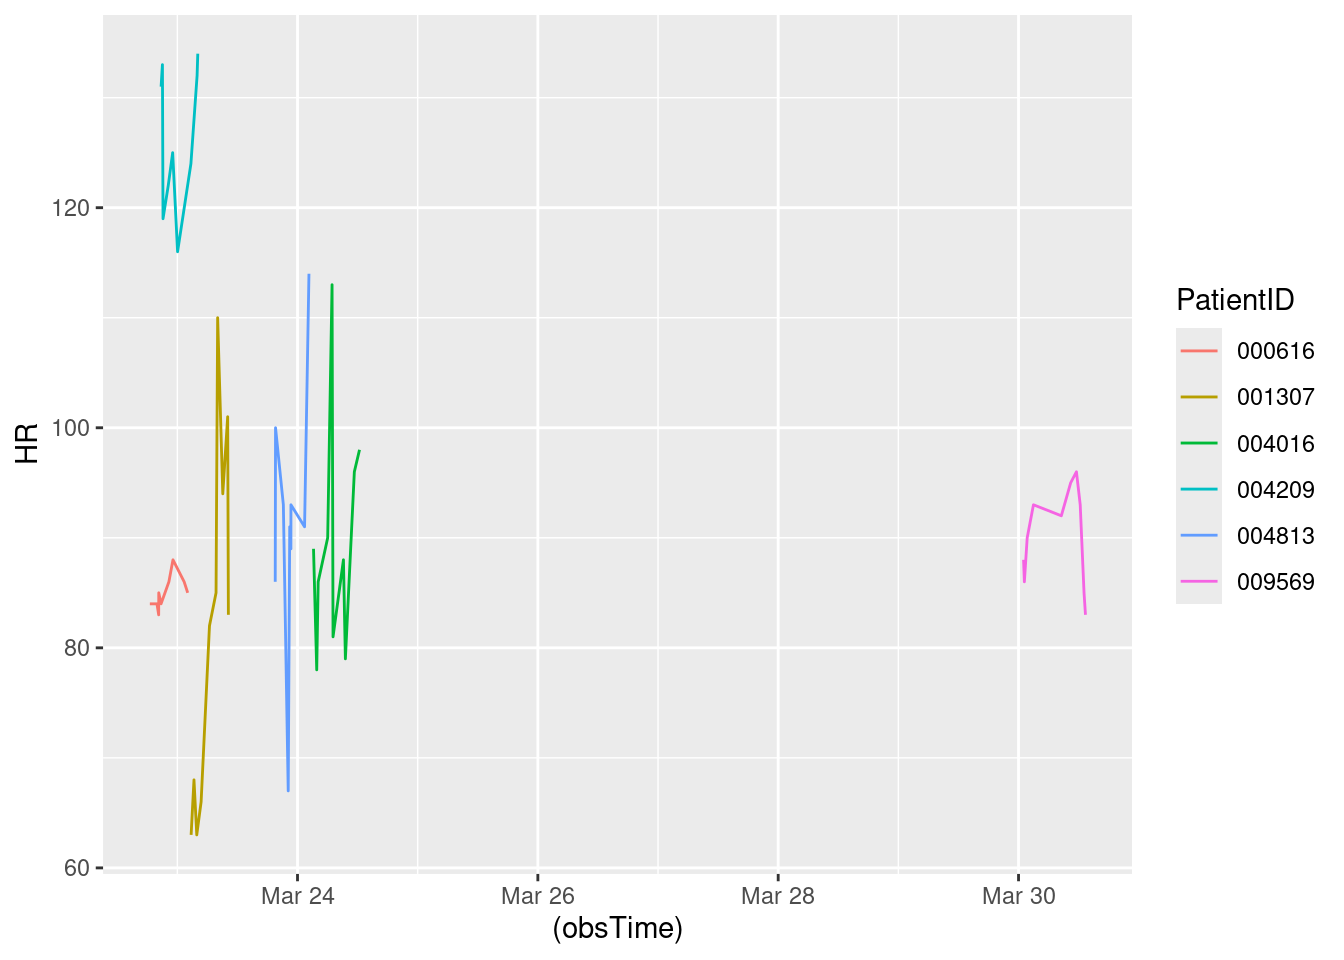 120
100
80
60
HR
Mar 24
Mar 26
Mar 28
Mar 30
(obsTime)
PatientID
000616
001307
004016
004209
004813
009569